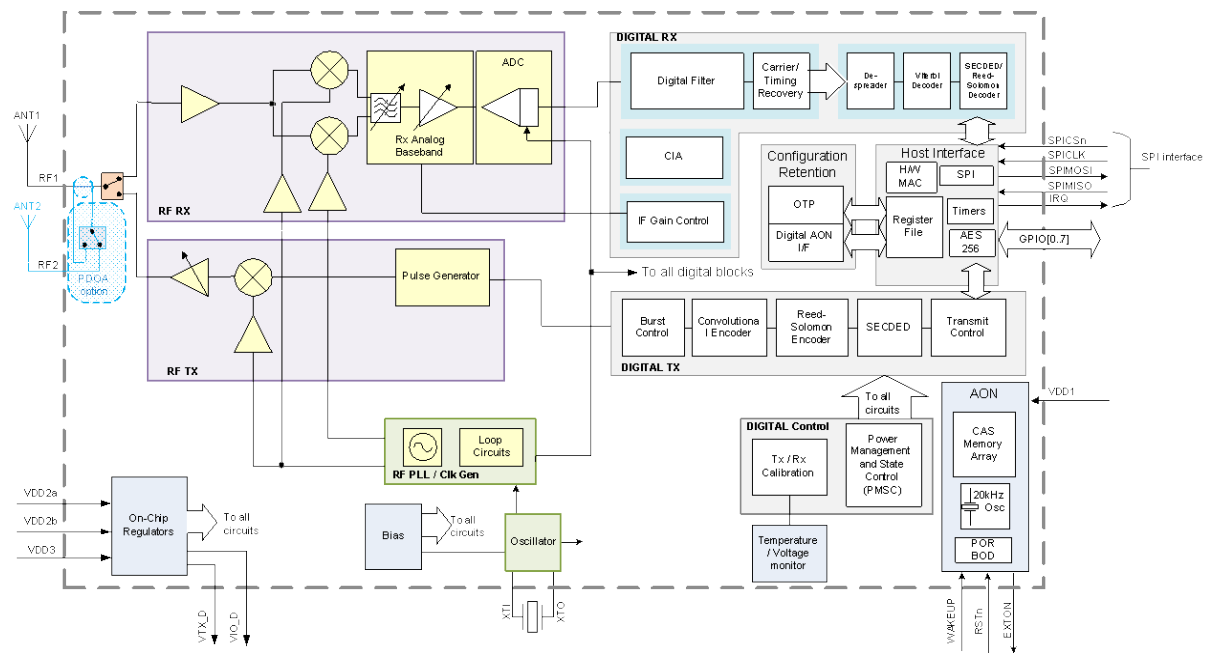 DIGITAL RX
ADC
Digital Filter
Carrier/
Timing
Recovery
De-
spreader
Viterbi
Decoder
SECDED/
Reed-
Solomon
Decoder
ANT1
Rx Analog
Baseband
CIA
Configuration
Retention
Host Interface
H/W
MAC
SPI
SPICSn
SPICLK
SPIMOSI
SPIMISO
IRQ
SPI interface
RF1
ANT2
RF RX
IF Gain Control
OTP
Digital AON
I/F
Register
File
Timers
AES
256
GPIO[0..7]
RF2
PDOA
option
Pulse Generator
To all digital blocks
Burst
Control
Convolutiona
l Encoder
Reed-
Solomon
Encoder
SECDED
Transmit
Control
RF TX
DIGITAL TX
To all
circuits
AON
VDD1
DIGITAL Control
Loop
Circuits
RF PLL / Clk Gen
Tx / Rx
Calibration
Power
Management
and State
Control
(PMSC)
CAS
Memory
Array
VDD2a
VDD2b
VDD3
On-Chip
Regulators
To all
circuits
Bias
To all
circuits
Oscillator
Temperature
/ Voltage
monitor
20kHz
Osc
POR
BOD
VTX_D
VIO_D
XTI
XTO
WAKEUP
RSTn
EXTON